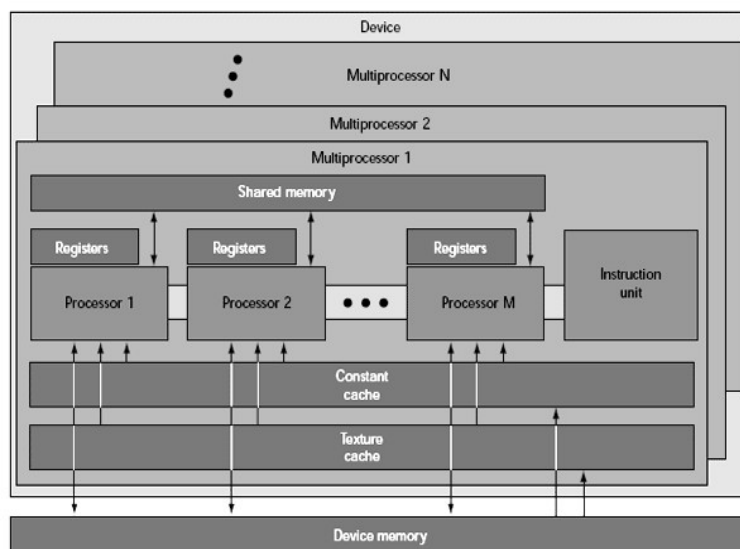 Device
Multiprocessor N
Multiprocessor 2
Multiprocessor 1
Shared memory
Registers
Registers
Registers
Processor 1
Processor 2
Processor M
Instruction
unit
Constant
cache
Texture
cache
Device memory